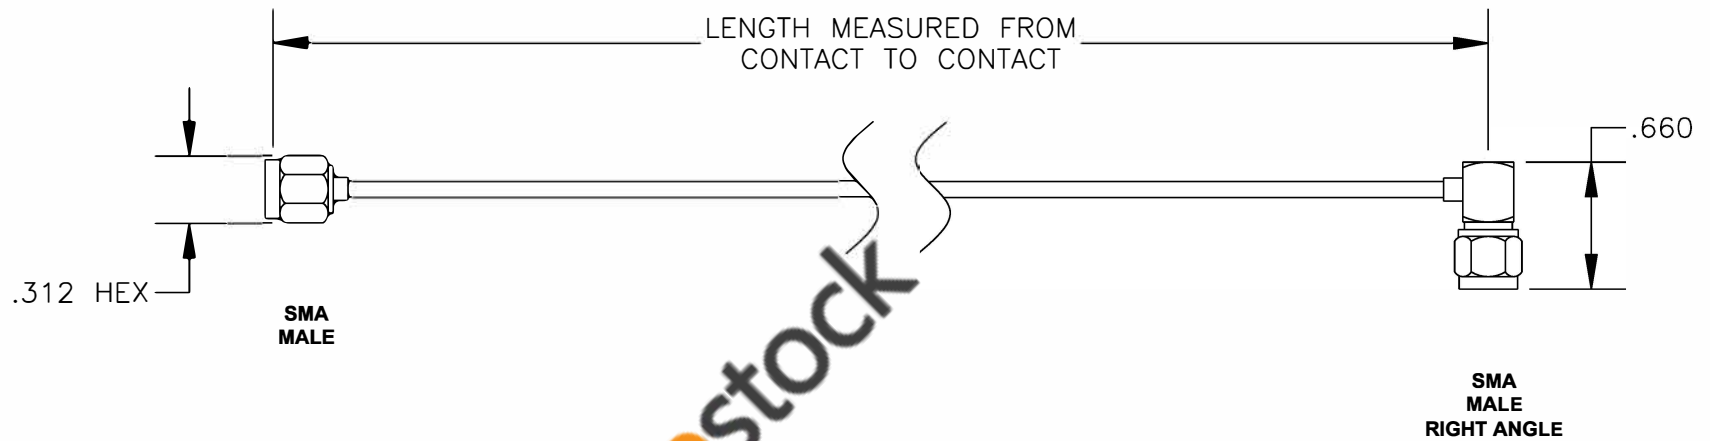 LENGTH MEASURED FROM
CONTACT TO CONTACT
.660
.312 HEX
SMA
MALE
stock
SMA
MALE
RIGHT ANGLE